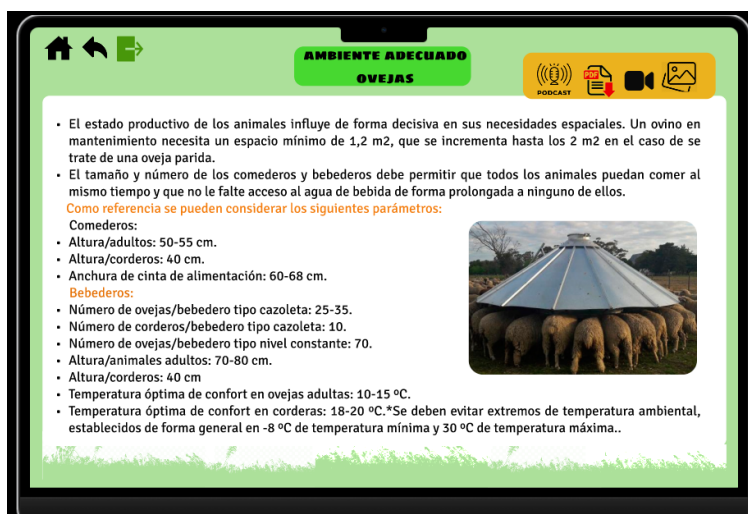 AMBIENTE ADECUADO
OVEJAS
PODCAST
PDF
• El estado productivo de los animales influye de forma decisiva en sus necesidades espaciales. Un ovino en
mantenimiento necesita un espacio mínimo de 1,2 m2, que se incrementa hasta los 2 m2 en el caso de se
trate de una oveja parida.
• El tamaño y número de los comederos y bebederos debe permitir que todos los animales puedan comer al
mismo tiempo y que no le falte acceso al agua de bebida de forma prolongada a ninguno de ellos.
Como referencia se pueden considerar los siguientes parámetros:
Comederos:
• Altura/adultos: 50-55 cm.
• Altura/corderos: 40 cm.
• Anchura de cinta de alimentación: 60-68 cm.
Bebederos:
• Número de ovejas/bebedero tipo cazoleta: 25-35.
• Número de corderos/bebedero tipo cazoleta: 10.
• Número de ovejas/bebedero tipo nivel constante: 70.
• Altura/animales adultos: 70-80 cm.
• Altura/corderos: 40 cm
• Temperatura óptima de confort en ovejas adultas: 10-15 ºC.
• Temperatura óptima de confort en corderas: 18-20 ºC.*Se deben evitar extremos de temperatura ambiental,
establecidos de forma general en -8 ºC de temperatura mínima y 30 ºC de temperatura máxima..